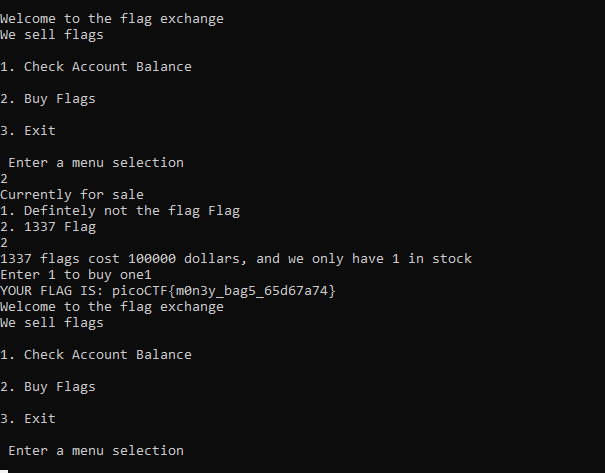 Welcome to the flag exchange
We sell flags
1. Check Account Balance
2. Buy Flags
3. Exit
Enter a menu selection
2
Currently for sale
1. Defintely not the flag Flag
2. 1337 Flag
2
1337 flags cost 100000 dollars, and we only have 1 in stock
Enter 1 to buy one1
YOUR FLAG IS: picoCTF{m0n3y_bag5_65d67a74}
Welcome to the flag exchange
We sell flags
1. Check Account Balance
2. Buy Flags
3. Exit
Enter a menu selection